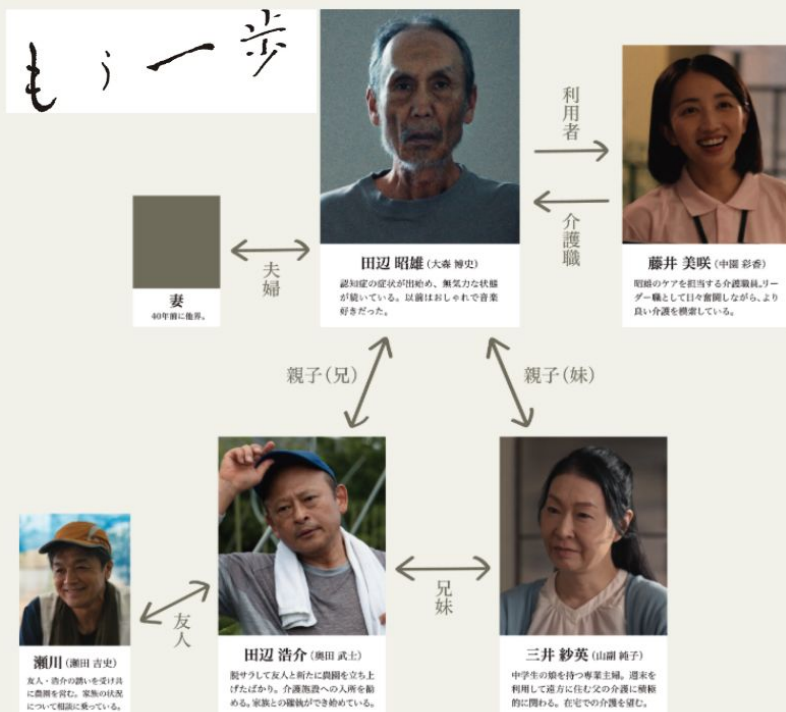 もう一歩
利用者
介護職
夫婦
妻
40年前に他界。
田辺 昭雄（大森 博史）
認知症の症状が出始め、無気力な状態
が続いている。以前はおしゃれで音楽
好きだった。
藤井 美咲（中園 彩香）
昭雄のケアを担当する介護職員。リー
ダー職として日々奮闘しながら、より
良い介護を模索している。
親子（兄）
親子（妹）
友人
兄妹
瀬川（瀬田 吉史）
友人・浩介の誘いを受け共
に農園を営む。家族の状況
について相談に乗っている。
田辺 浩介（奥田 武士）
脱サラして友人と新たに農園を立ち上
げたばかり。介護施設への入所を勧
める。家族との確執ができ始めている。
三井 紗英（山副 純子）
中学生の娘を持つ専業主婦。週末を
利用して遠方に住む父の介護に積極
的に関わる。在宅での介護を望む。